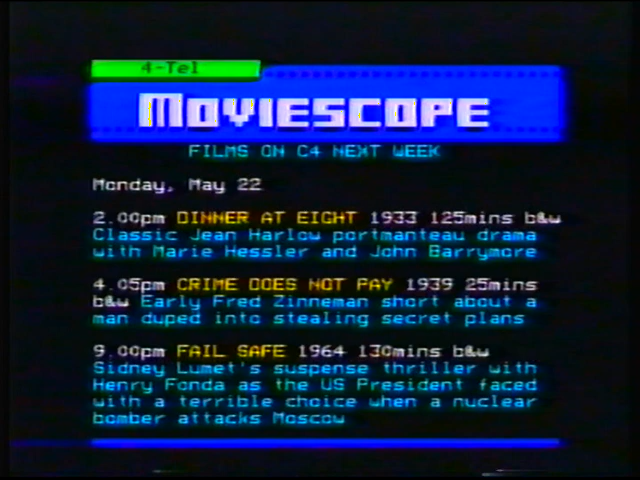 4-Tel
MOVIESCOPE
FILMS ON C4 NEXT WEEK
Monday, May 22
2.00pm DINNER AT EIGHT 1933 125mins b&w
Classic Jean Harlow portmanteau drama
with Marie Hessler and John Barrymore
4.05pm CRIME DOES NOT PAY 1939 25mins
b&w Early Fred Zinneman short about a
man duped into stealing secret plans
9.00pm FAIL SAFE 1964 130mins b&w
Sidney Lumet's suspense thriller with
Henry Fonda as the US President faced
with a terrible choice when a nuclear
bomber attacks Moscow